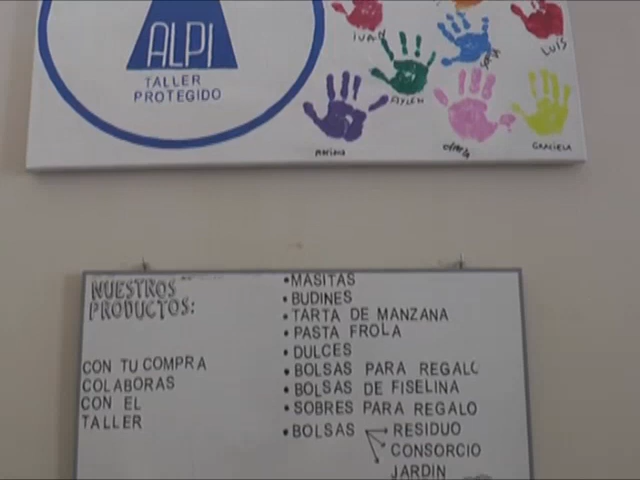 ALPI
TALLER
PROTEGIDO
IVAN
LUIS
AYLEN
GRACIELA
NUESTROS
PRODUCTOS:
CON TU COMPRA
COLABORAS
CON EL
TALLER
• MASITAS
• BUDINES
• TARTA DE MANZANA
• PASTA FROLA
• DULCES
• BOLSAS PARA REGALO
• BOLSAS DE FISELINA
• SOBRES PARA REGALO
• BOLSAS RESIDUO
CONSORCIO
JARDIN